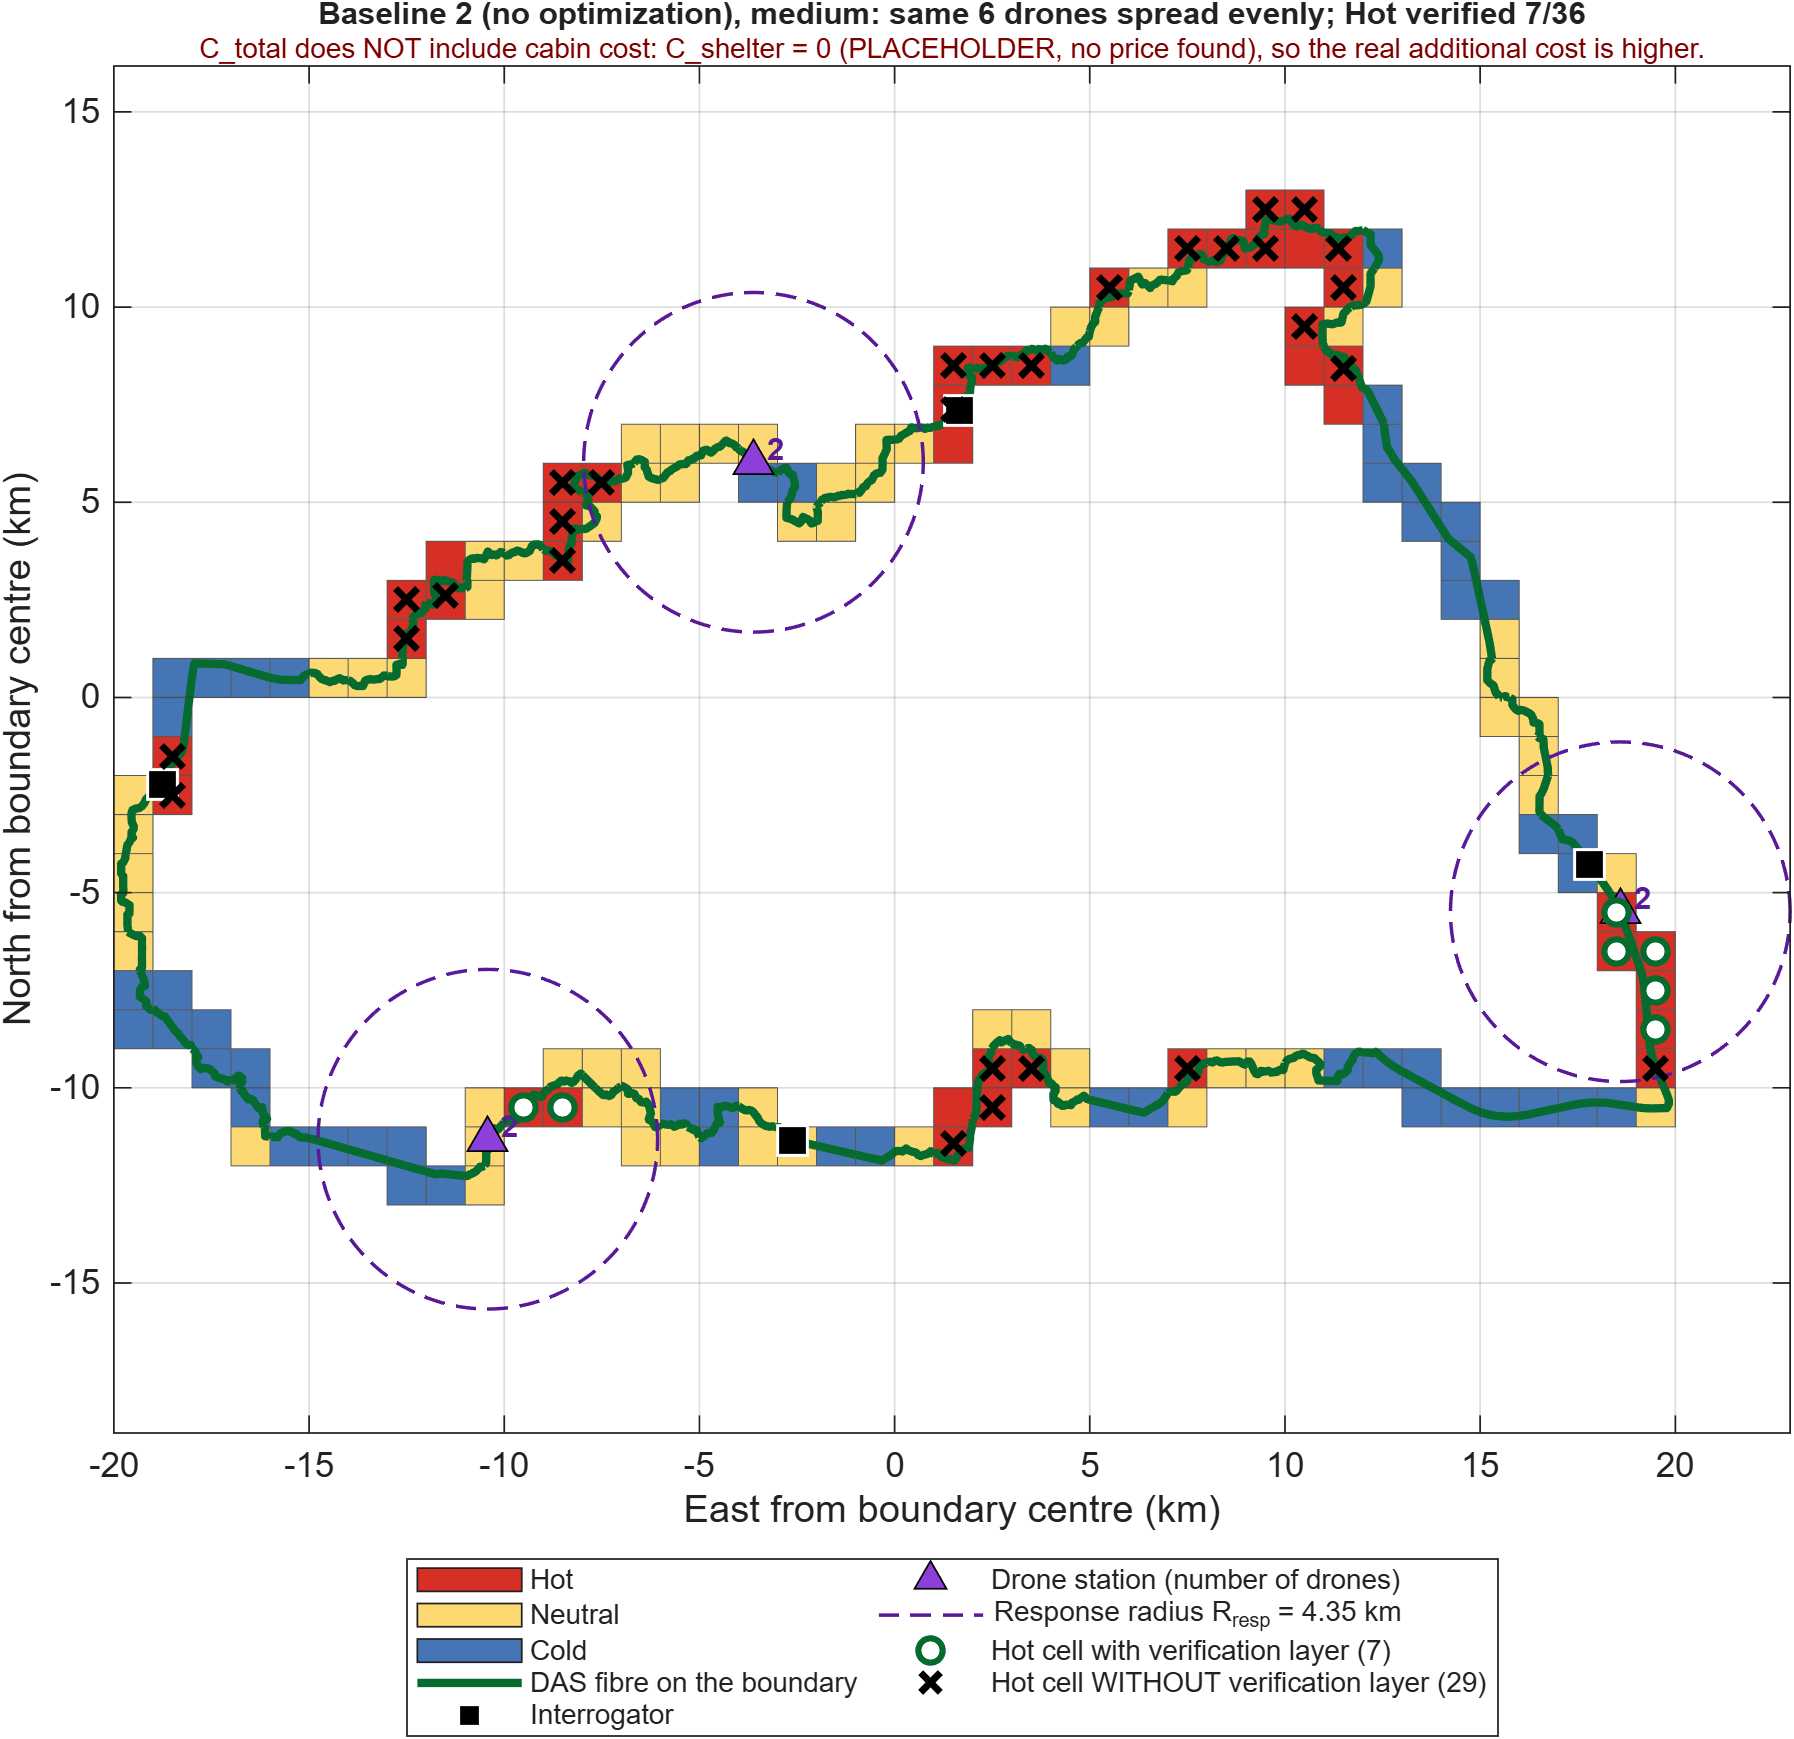 Baseline 2 (no optimization), medium: same 6 drones spread evenly; Hot verified 7/36
C_total does NOT include cabin cost: C_shelter = 0 (PLACEHOLDER, no price found), so the real additional cost is higher.
15
10
5
0
-5
-10
-15
North from boundary centre (km)
2
2
2
-20 -15 -10 -5 0 5 10 15 20
East from boundary centre (km)
Hot
Neutral
Cold
DAS fibre on the boundary
Interrogator
Drone station (number of drones)
Response radius R_resp = 4.35 km
Hot cell with verification layer (7)
Hot cell WITHOUT verification layer (29)